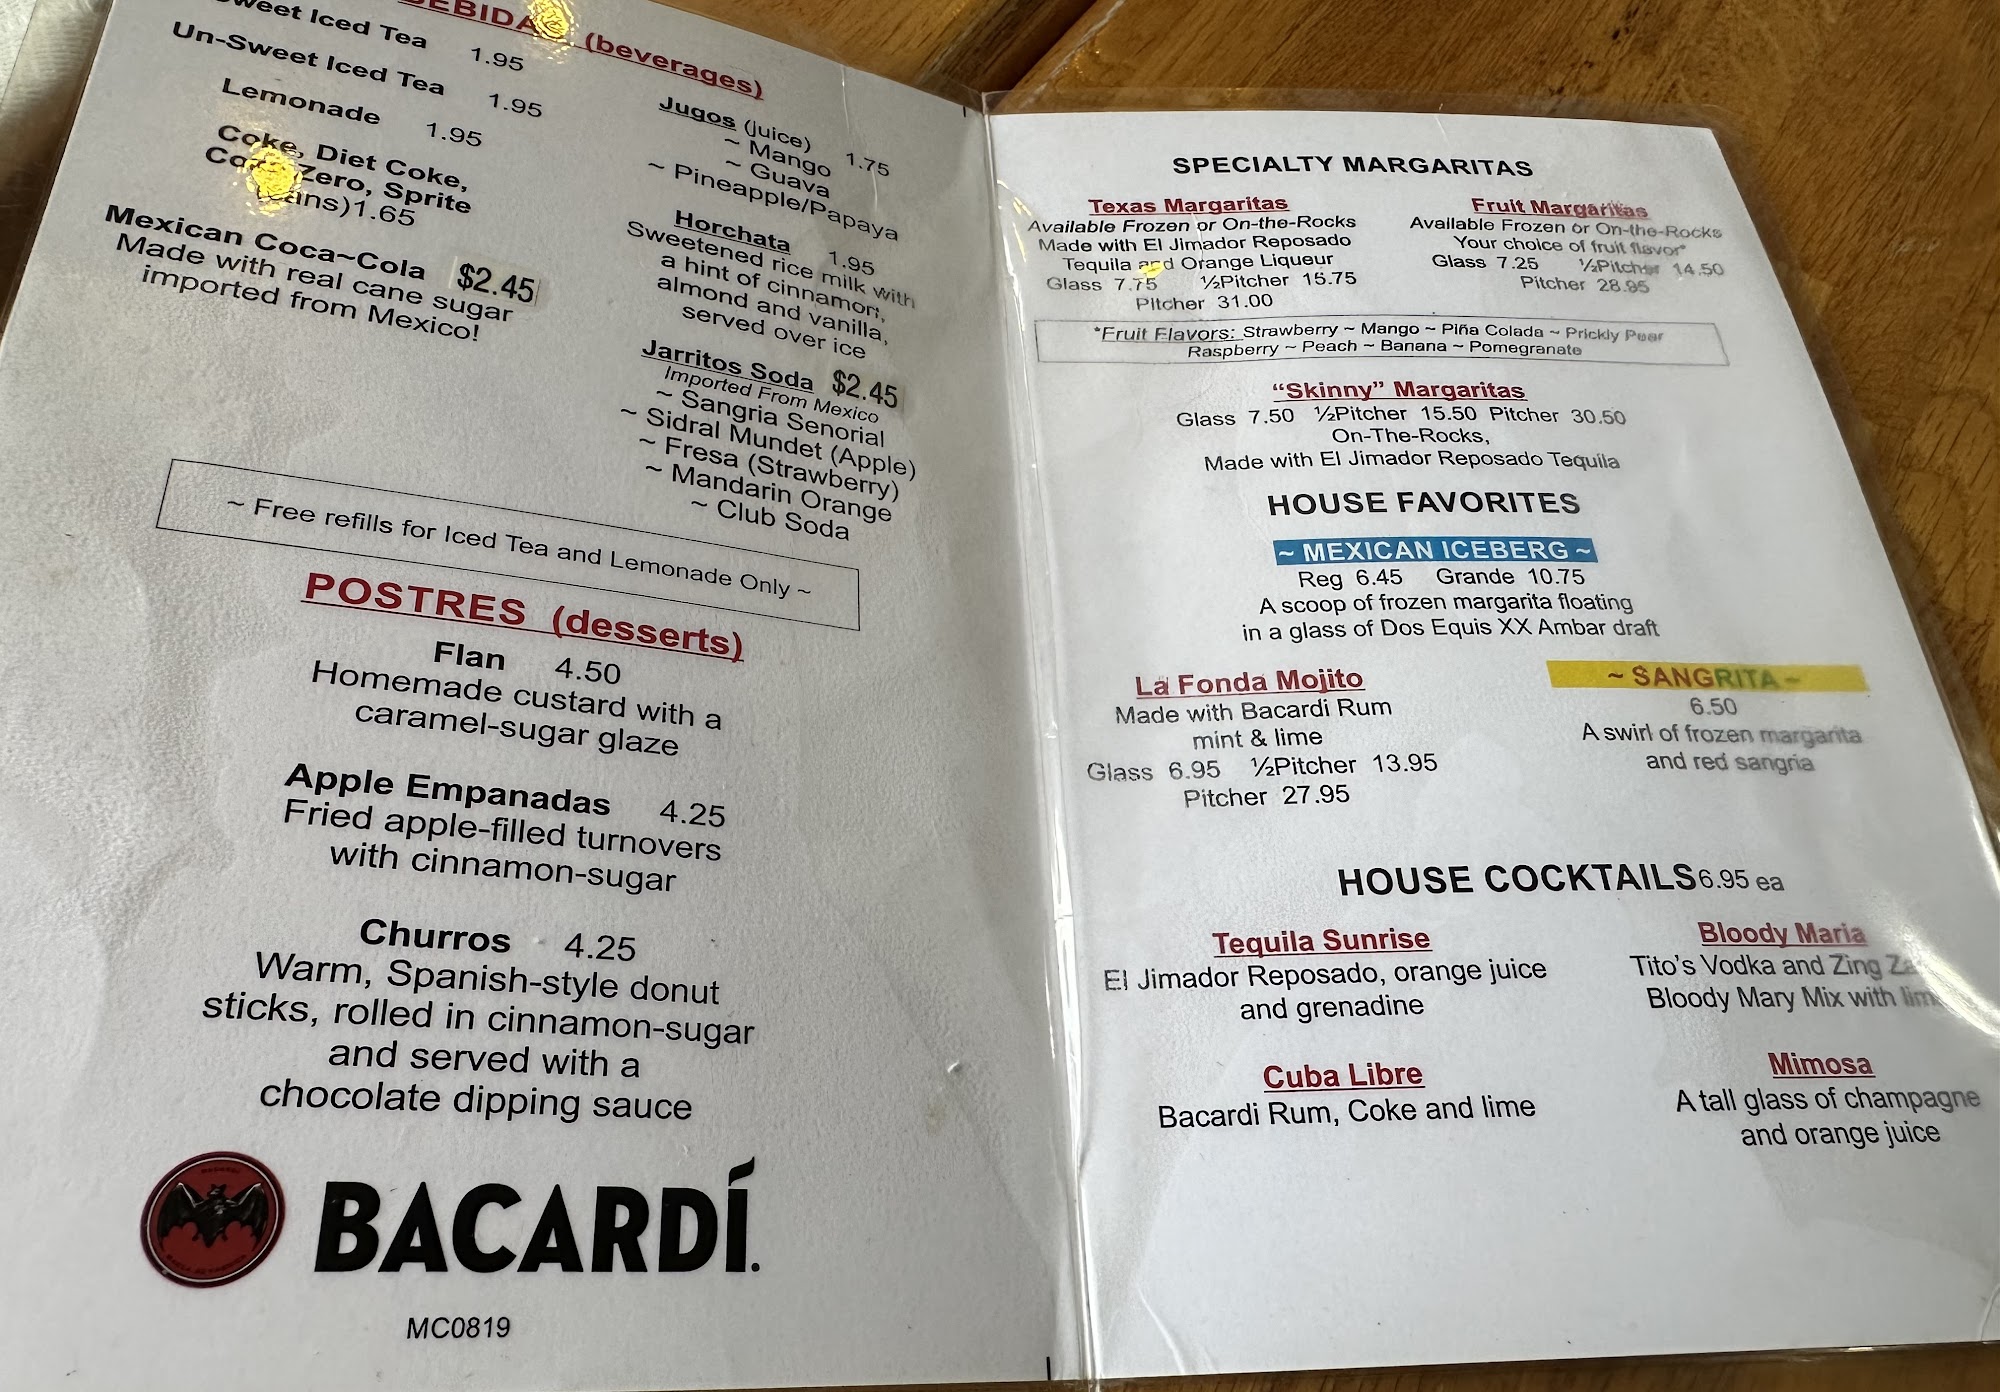 BEBIDAS (beverages)
Sweet Iced Tea 1.95
Un-Sweet Iced Tea 1.95
Lemonade 1.95
Coke, Diet Coke,
Zero, Sprite
1.65
Mexican Coca~Cola $2.45
Made with real cane sugar
imported from Mexico!
Jugos (juice) 1.75
~ Mango
~ Guava
~ Pineapple/Papaya
Horchata 1.95
Sweetened rice milk with
a hint of cinnamon,
almond and vanilla,
served over ice
Jarritos Soda $2.45
Imported From Mexico
~ Sangria Senorial
~ Sidral Mundet (Apple)
~ Fresa (Strawberry)
~ Mandarin Orange
~ Club Soda
~ Free refills for Iced Tea and Lemonade Only ~
POSTRES (desserts)
Flan 4.50
Homemade custard with a
caramel-sugar glaze
Apple Empanadas 4.25
Fried apple-filled turnovers
with cinnamon-sugar
Churros 4.25
Warm, Spanish-style donut
sticks, rolled in cinnamon-sugar
and served with a
chocolate dipping sauce
BACARDÍ.
MC0819
SPECIALTY MARGARITAS
Texas Margaritas
Available Frozen or On-the-Rocks
Made with El Jimador Reposado
Tequila and Orange Liqueur
Glass 7.75 ½Pitcher 15.75
Pitcher 31.00
Fruit Margaritas
Available Frozen or On-the-Rocks
Your choice of fruit flavor*
Glass 7.25 ½Pitcher 14.50
Pitcher 28.95
*Fruit Flavors: Strawberry ~ Mango ~ Piña Colada ~ Prickly Pear
Raspberry ~ Peach ~ Banana ~ Pomegranate
“Skinny” Margaritas
Glass 7.50 ½Pitcher 15.50 Pitcher 30.50
On-The-Rocks,
Made with El Jimador Reposado Tequila
HOUSE FAVORITES
~ MEXICAN ICEBERG ~
Reg 6.45 Grande 10.75
A scoop of frozen margarita floating
in a glass of Dos Equis XX Ambar draft
La Fonda Mojito
Made with Bacardi Rum
mint & lime
Glass 6.95 ½Pitcher 13.95
Pitcher 27.95
~ SANGRITA ~
6.50
A swirl of frozen margarita
and red sangria
HOUSE COCKTAILS 6.95 ea
Tequila Sunrise
El Jimador Reposado, orange juice
and grenadine
Bloody Maria
Tito's Vodka and Zing
Bloody Mary Mix with
Cuba Libre
Bacardi Rum, Coke and lime
Mimosa
A tall glass of champagne
and orange juice